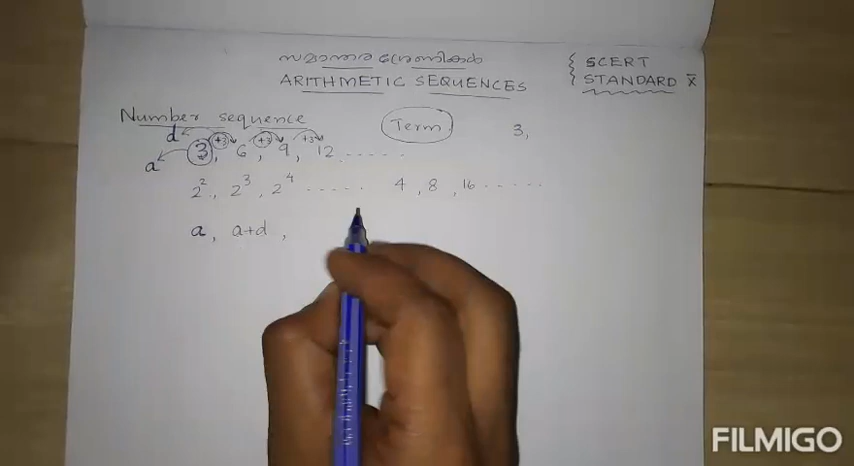 സമാന്തര ശ്രേണികൾ
ARITHMETIC SEQUENCES
{ SCERT
STANDARD X
Number sequence
Term
3,
d
+3 +3 +3
3, 6, 9, 12 ......
a
2², 2³, 2⁴ ...... 4, 8, 16 ......
a, a+d,
FILMIGO